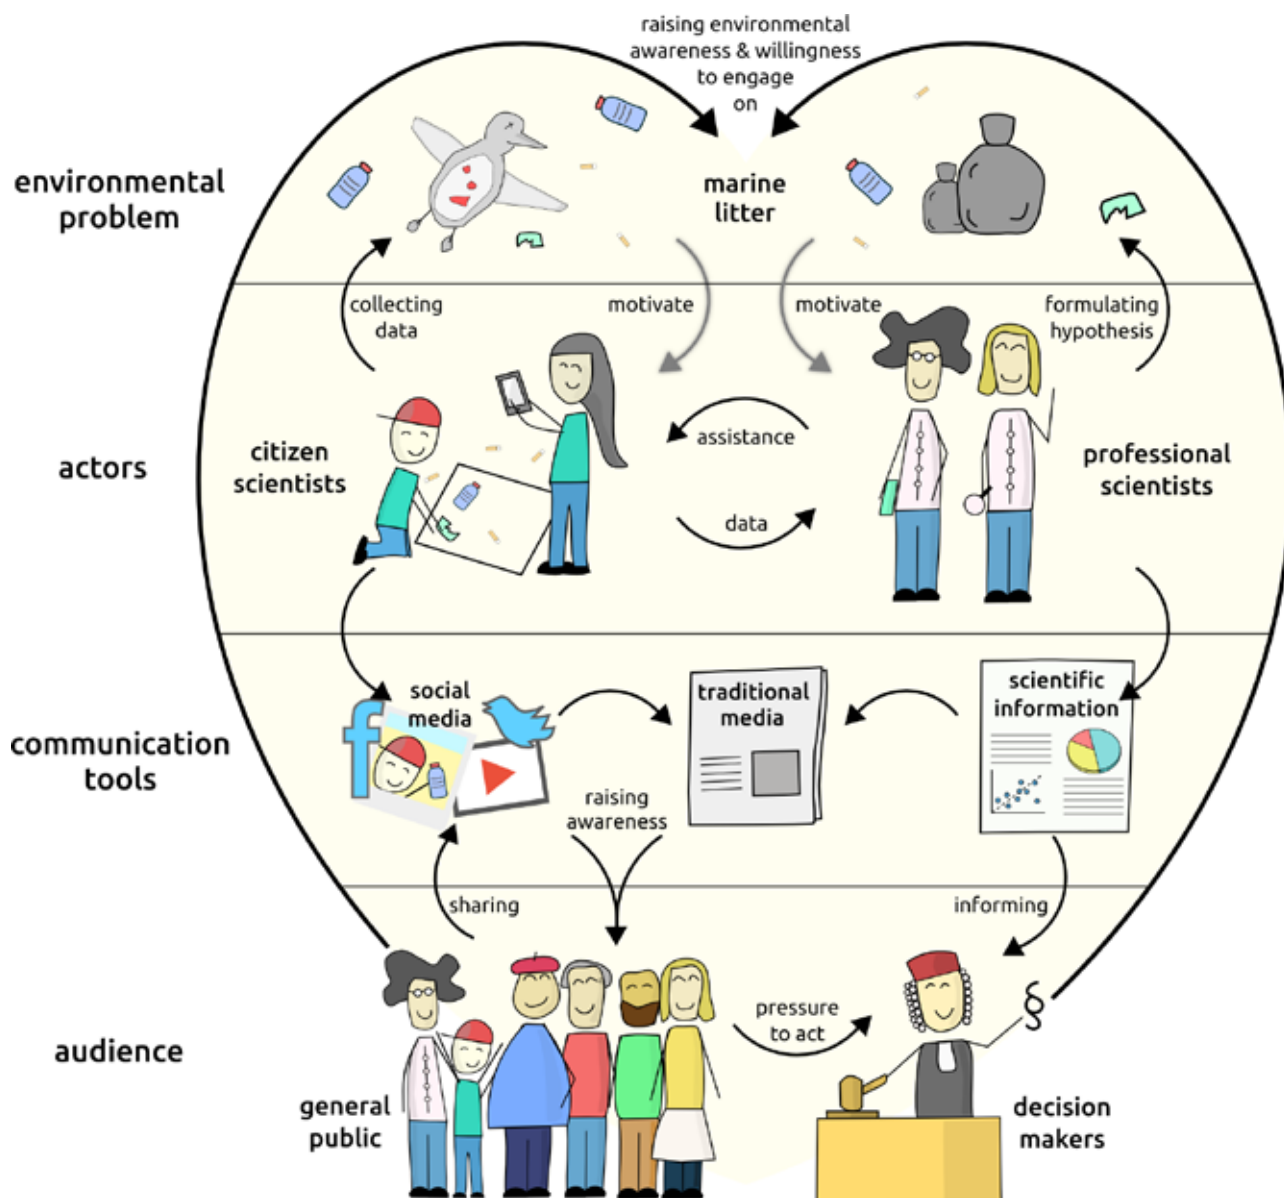 raising environmental
awareness & willingness
to engage
on
environmental
problem
marine
litter
collecting
data
motivate
motivate
formulating
hypothesis
actors
citizen
scientists
assistance
data
professional
scientists
communication
tools
social
media
traditional
media
scientific
information
raising
awareness
sharing
informing
audience
general
public
pressure
to act
decision
makers